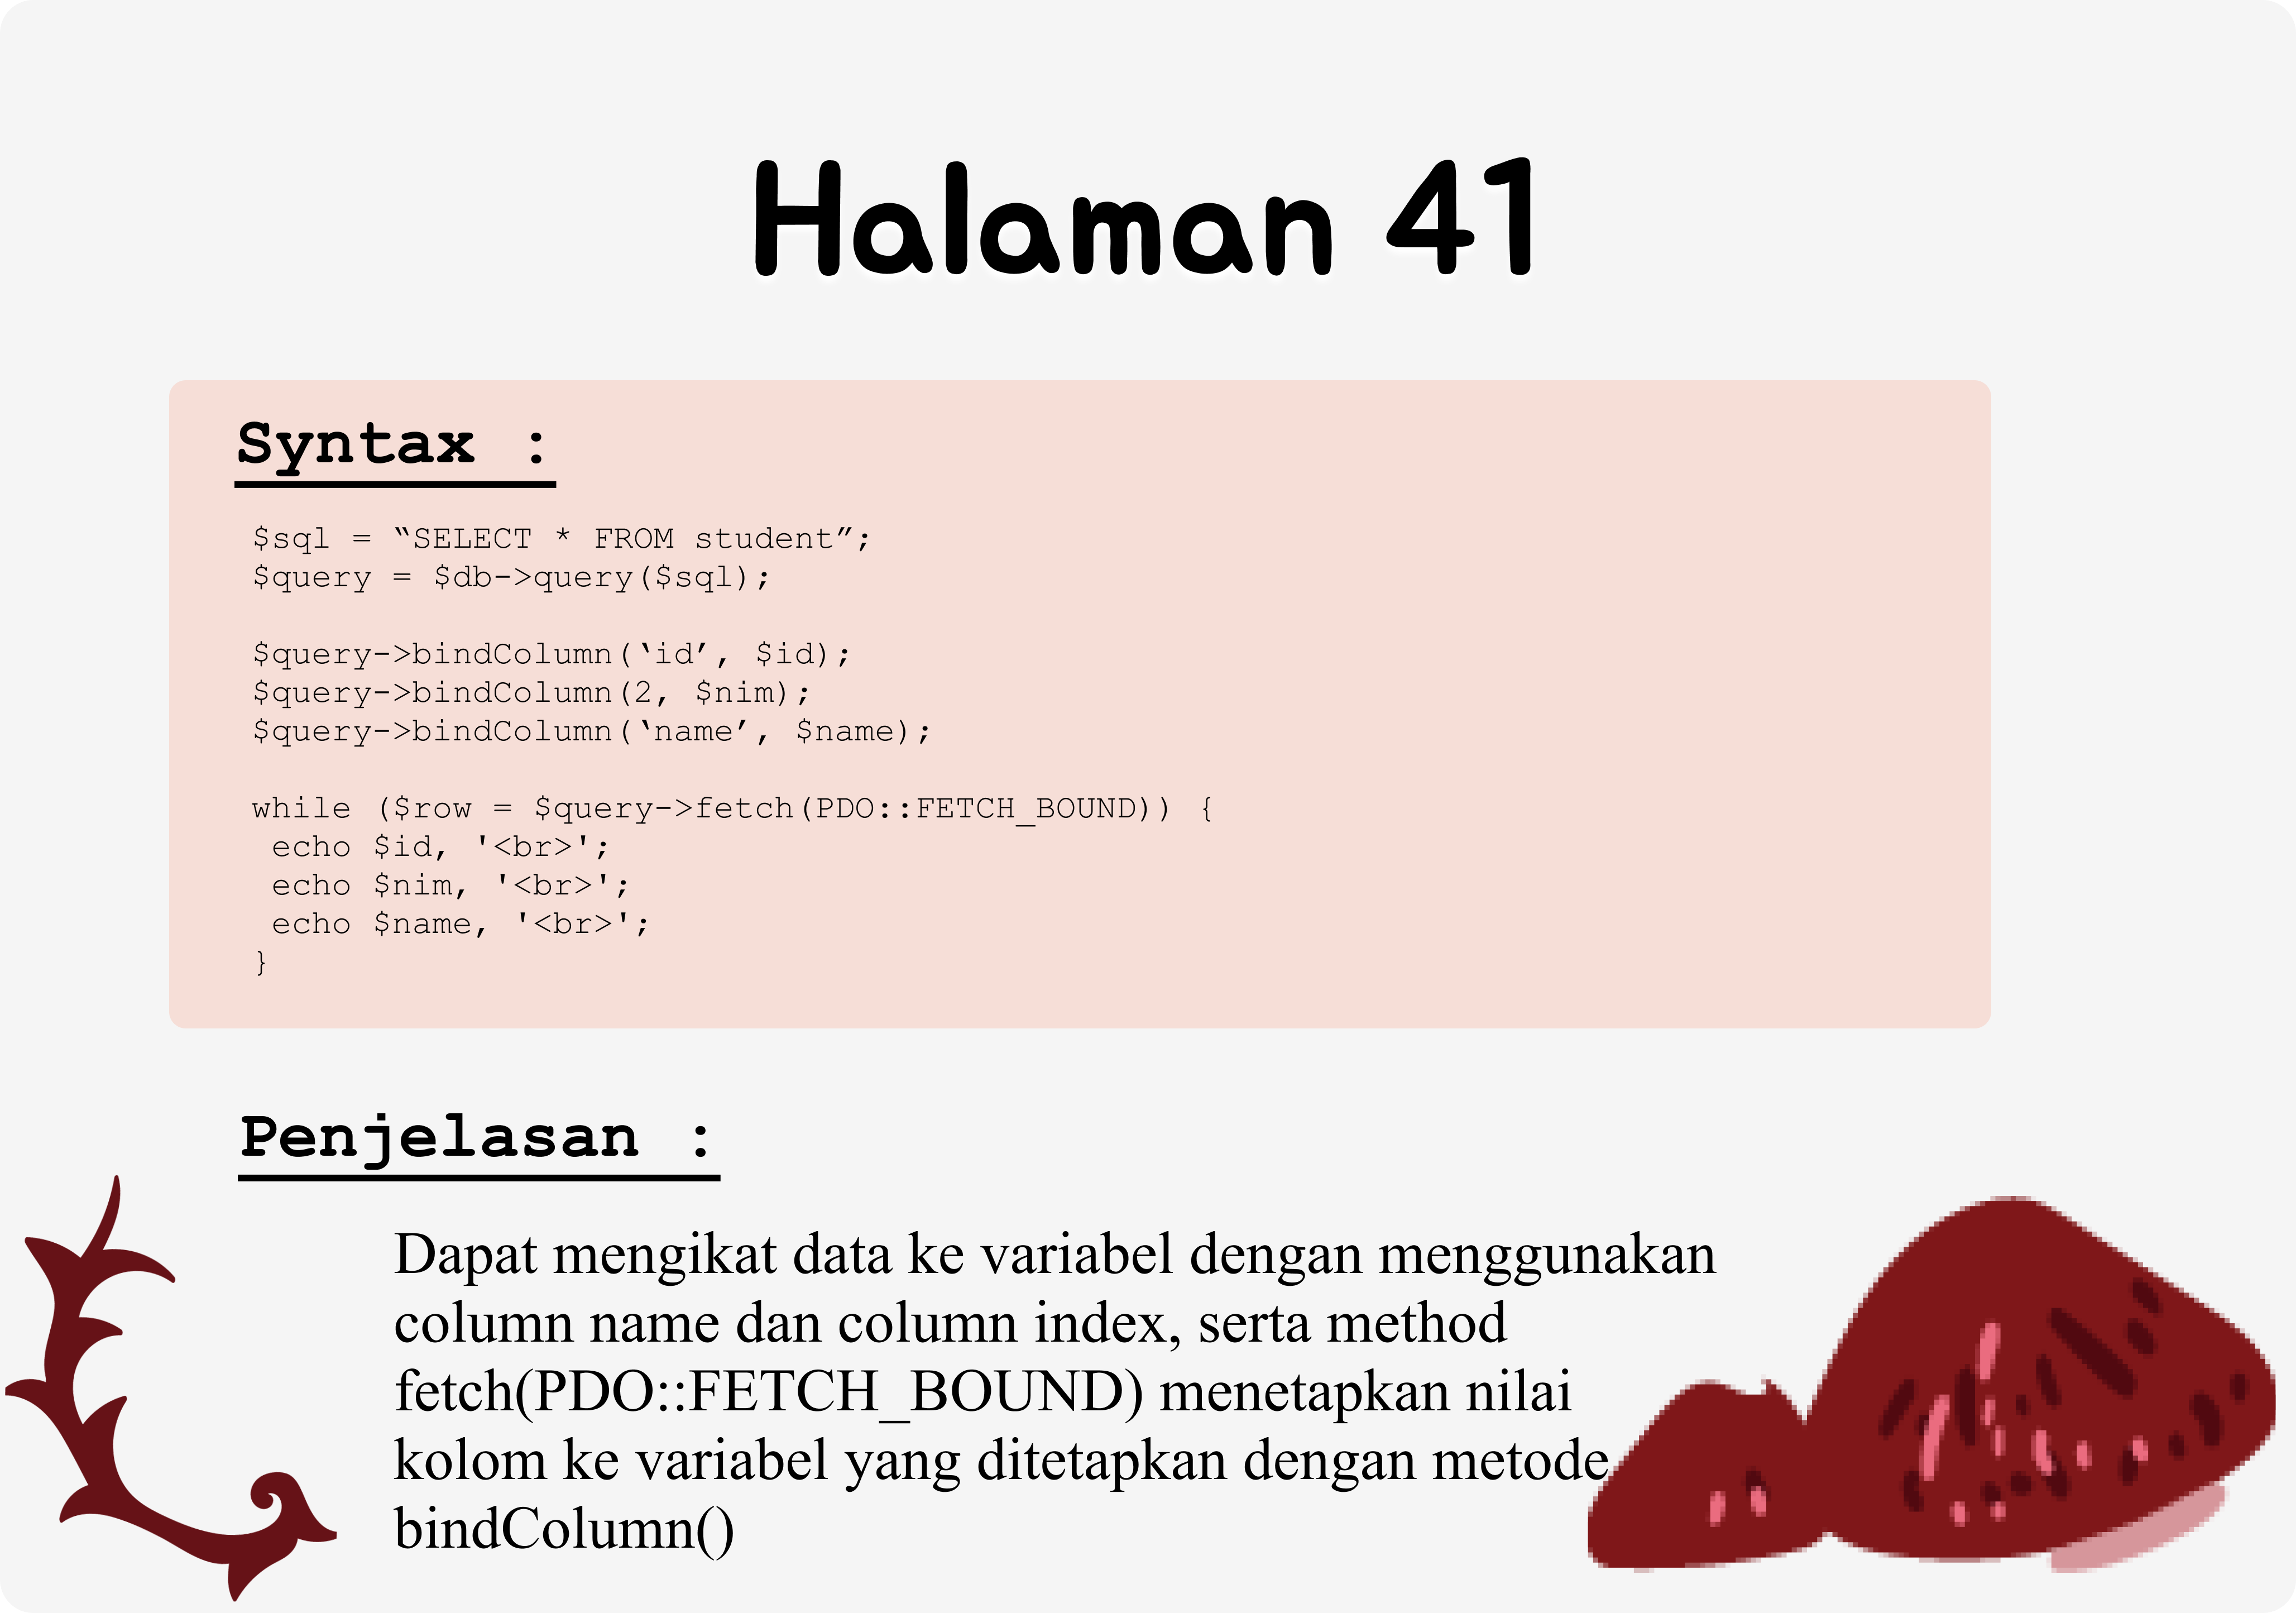 Halaman 41
Syntax :
$sql = “SELECT * FROM student”;
$query = $db->query($sql);
$query->bindColumn(‘id’, $id);
$query->bindColumn(2, $nim);
$query->bindColumn(‘name’, $name);
while ($row = $query->fetch(PDO::FETCH_BOUND)) {
echo $id, '<br>';
echo $nim, '<br>';
echo $name, '<br>';
}
Penjelasan :
Dapat mengikat data ke variabel dengan menggunakan
column name dan column index, serta method
fetch(PDO::FETCH_BOUND) menetapkan nilai
kolom ke variabel yang ditetapkan dengan metode
bindColumn()